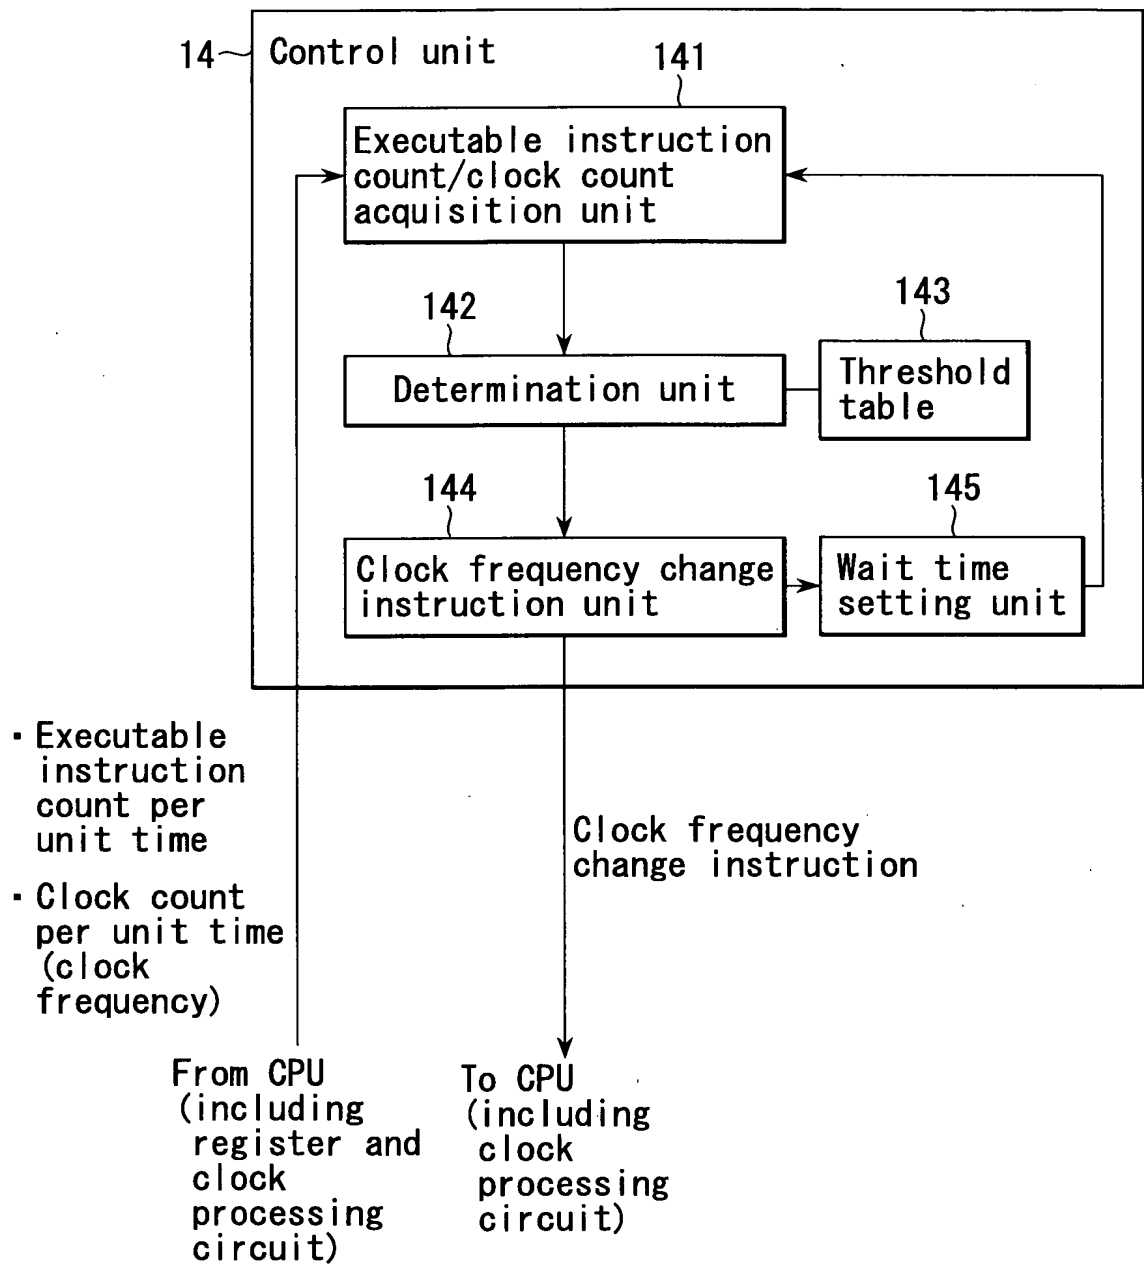 14
Control unit
141
Executable instruction
count/clock count
acquisition unit
142
Determination unit
143
Threshold
table
144
Clock frequency change
instruction unit
145
Wait time
setting unit
・Executable
instruction
count per
unit time
・Clock count
per unit time
(clock
frequency)
Clock frequency
change instruction
From CPU
(including
register and
clock
processing
circuit)
To CPU
(including
clock
processing
circuit)